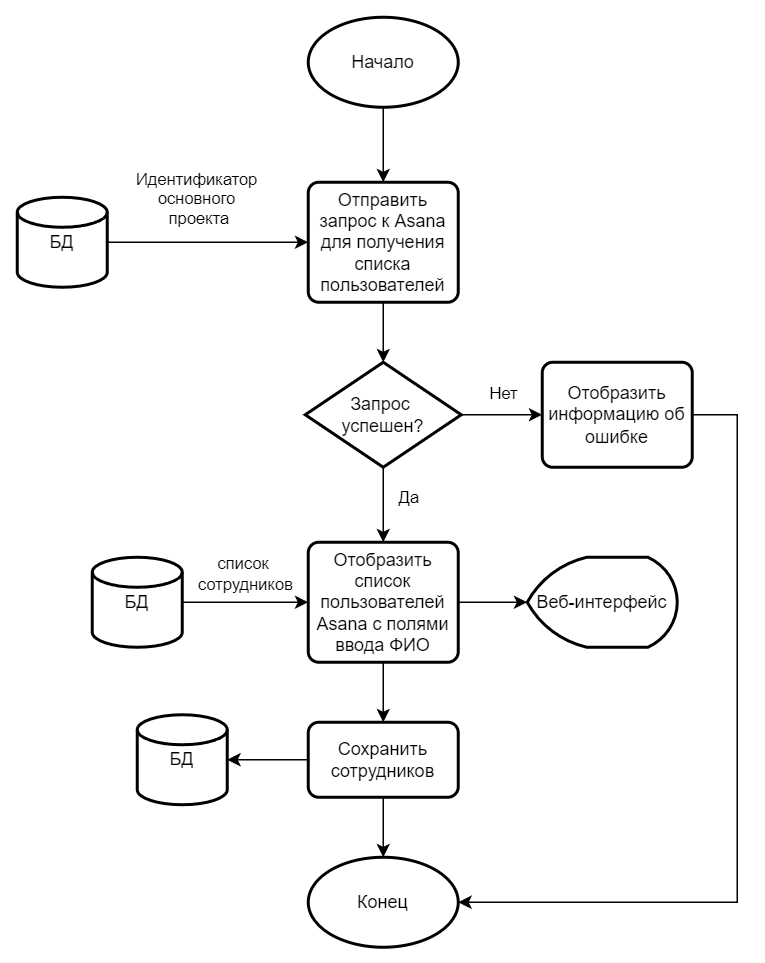 Начало
Идентификатор
основного
проекта
БД
Отправить
запрос к Asana
для получения
списка
пользователей
Запрос
успешен?
Нет
Отобразить
информацию об
ошибке
Да
список
сотрудников
БД
Отобразить
список
пользователей
Asana с полями
ввода ФИО
Веб-интерфейс
БД
Сохранить
сотрудников
Конец